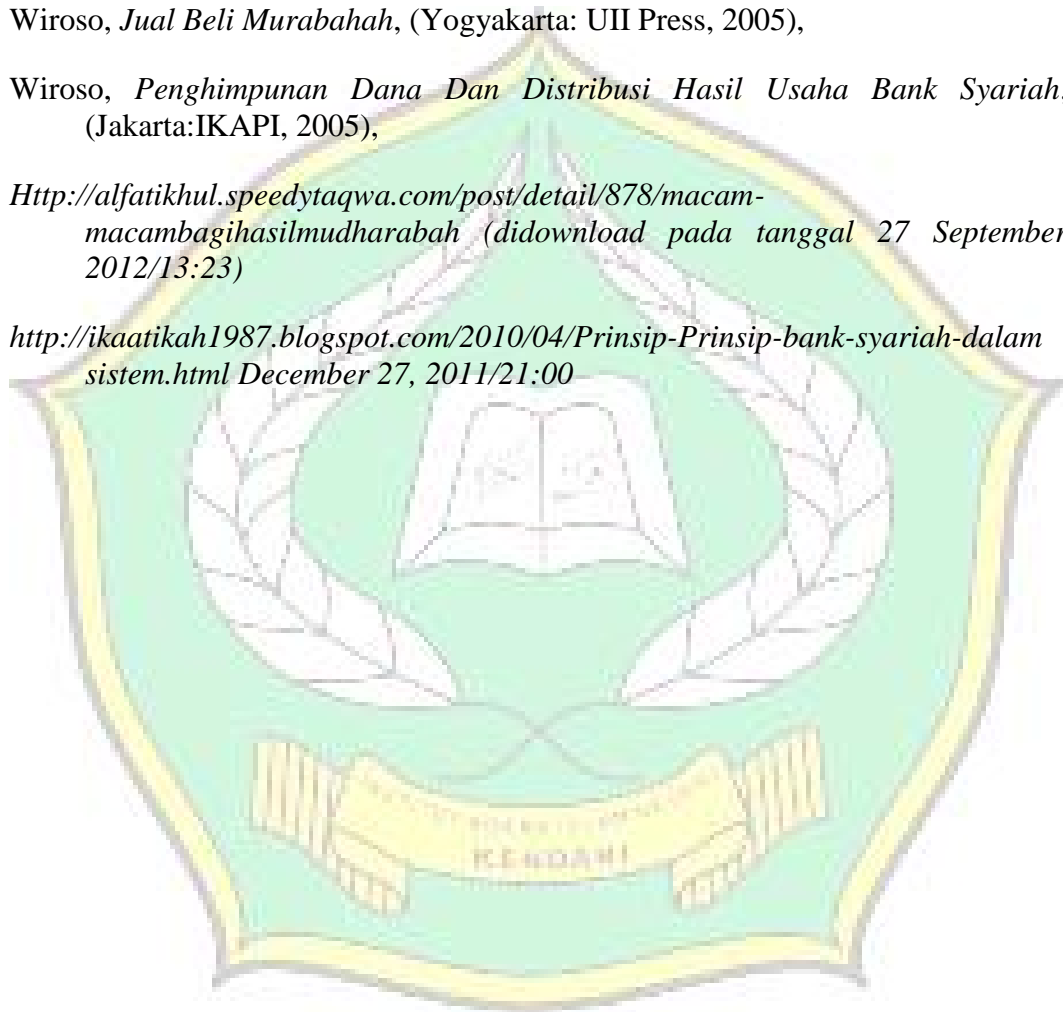 Wiroso, Jual Beli Murabahah, (Yogyakarta: UII Press, 2005),
Wiroso, Penghimpunan Dana Dan Distribusi Hasil Usaha Bank Syariah.
(Jakarta:IKAPI, 2005),
Http://alfatikhul.speedytaqwa.com/post/detail/878/macam-
macambagihasilmudharabah (didownload pada tanggal 27 September
2012/13:23)
http://ikaatikah1987.blogspot.com/2010/04/Prinsip-Prinsip-bank-syariah-dalam
sistem.html December 27, 2011/21:00
KENDARI